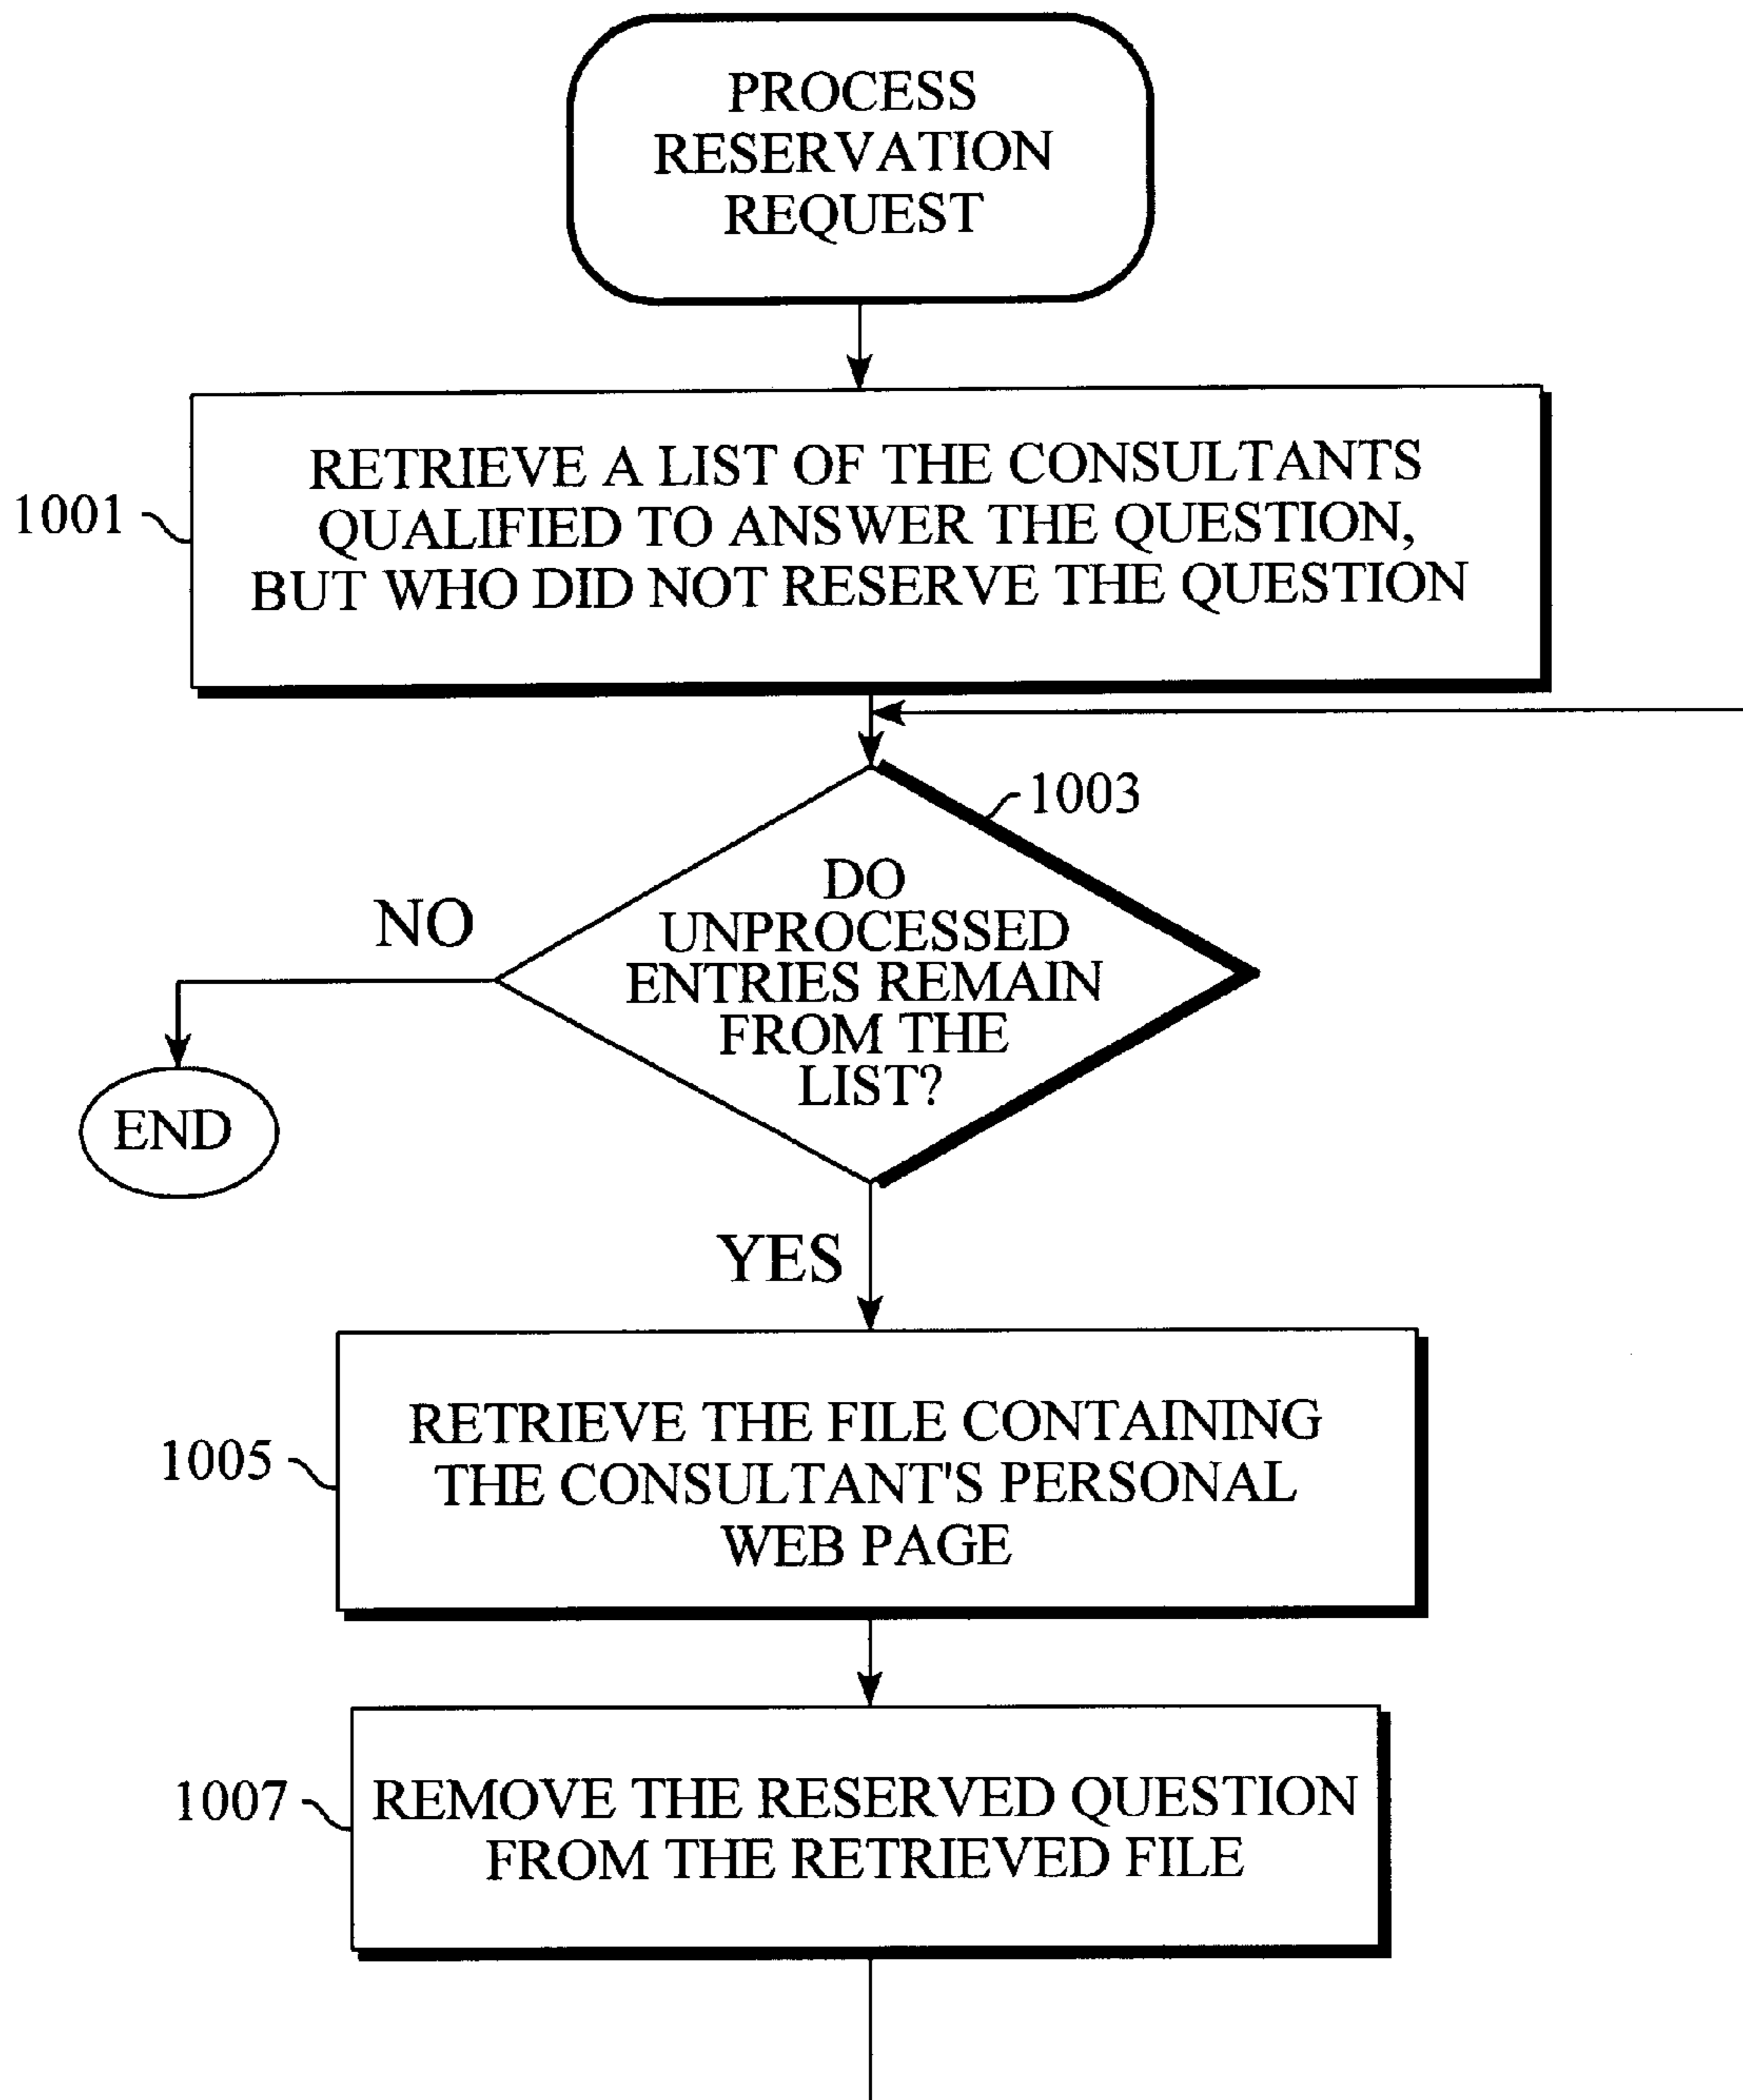 PROCESS
RESERVATION
REQUEST
1001
RETRIEVE A LIST OF THE CONSULTANTS
QUALIFIED TO ANSWER THE QUESTION,
BUT WHO DID NOT RESERVE THE QUESTION
1003
DO
UNPROCESSED
ENTRIES REMAIN
FROM THE
LIST?
NO
END
YES
1005
RETRIEVE THE FILE CONTAINING
THE CONSULTANT'S PERSONAL
WEB PAGE
1007
REMOVE THE RESERVED QUESTION
FROM THE RETRIEVED FILE